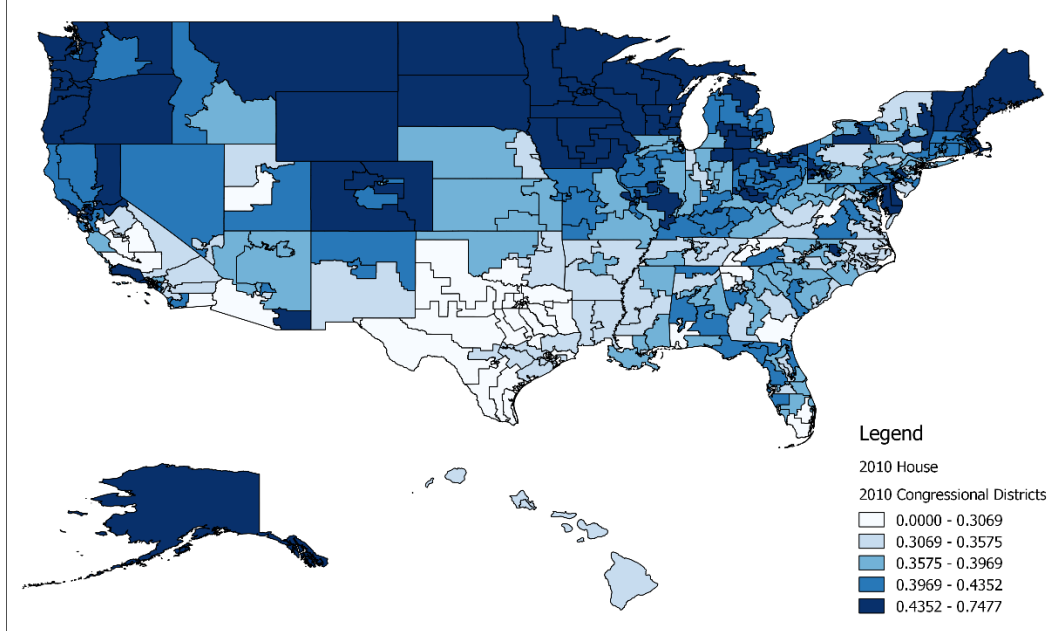 Legend
2010 House
2010 Congressional Districts
0.0000 - 0.3069
0.3069 - 0.3575
0.3575 - 0.3969
0.3969 - 0.4352
0.4352 - 0.7477